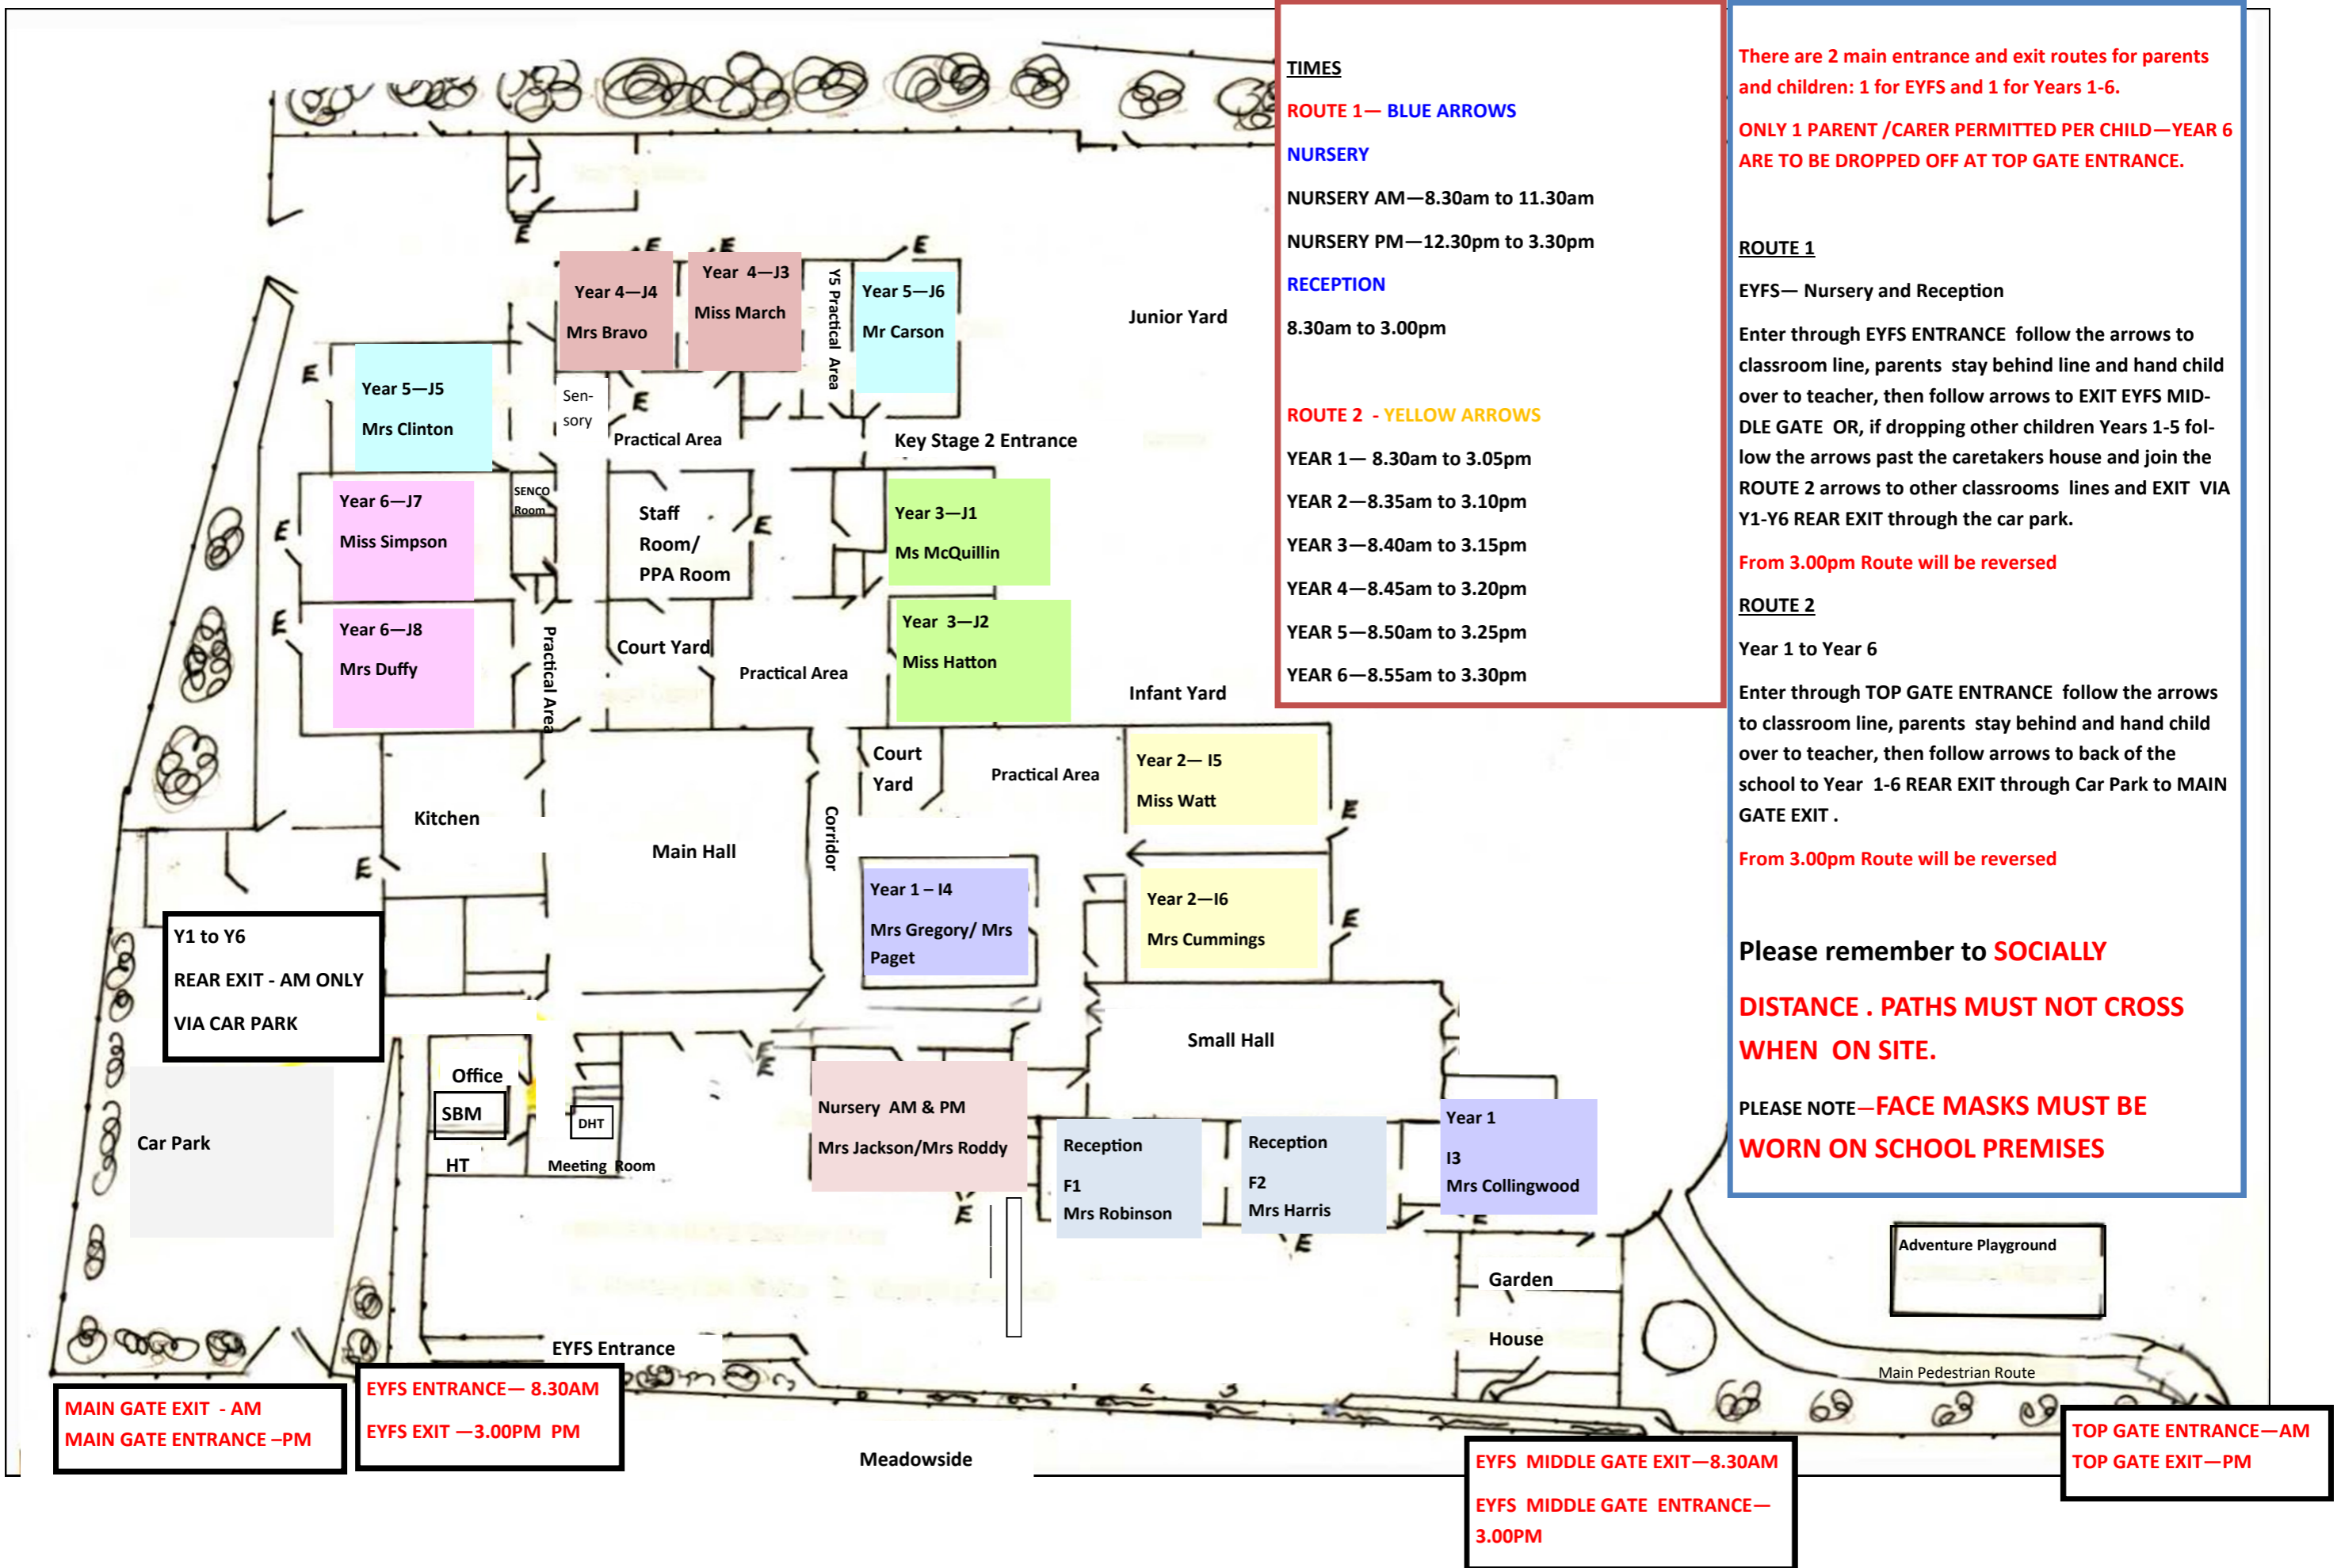 TIMES
ROUTE 1— BLUE ARROWS
NURSERY
NURSERY AM—8.30am to 11.30am
NURSERY PM—12.30pm to 3.30pm
RECEPTION
8.30am to 3.00pm
ROUTE 2 - YELLOW ARROWS
YEAR 1— 8.30am to 3.05pm
YEAR 2—8.35am to 3.10pm
YEAR 3—8.40am to 3.15pm
YEAR 4—8.45am to 3.20pm
YEAR 5—8.50am to 3.25pm
YEAR 6—8.55am to 3.30pm
There are 2 main entrance and exit routes for parents
and children: 1 for EYFS and 1 for Years 1-6.
ONLY 1 PARENT /CARER PERMITTED PER CHILD—YEAR 6
ARE TO BE DROPPED OFF AT TOP GATE ENTRANCE.
ROUTE 1
EYFS— Nursery and Reception
Enter through EYFS ENTRANCE follow the arrows to
classroom line, parents stay behind line and hand child
over to teacher, then follow arrows to EXIT EYFS MID-
DLE GATE OR, if dropping other children Years 1-5 fol-
low the arrows past the caretakers house and join the
ROUTE 2 arrows to other classrooms lines and EXIT VIA
Y1-Y6 REAR EXIT through the car park.
From 3.00pm Route will be reversed
ROUTE 2
Year 1 to Year 6
Enter through TOP GATE ENTRANCE follow the arrows
to classroom line, parents stay behind and hand child
over to teacher, then follow arrows to back of the
school to Year 1-6 REAR EXIT through Car Park to MAIN
GATE EXIT .
From 3.00pm Route will be reversed
Please remember to SOCIALLY
DISTANCE . PATHS MUST NOT CROSS
WHEN ON SITE.
PLEASE NOTE—FACE MASKS MUST BE
WORN ON SCHOOL PREMISES
E
E
E
E
Year 4—J4
Mrs Bravo
Year 4—J3
Miss March
Y5 Practical Area
Year 5—J6
Mr Carson
Junior Yard
E
Year 5—J5
Mrs Clinton
Sen-
sory
E
Practical Area
Key Stage 2 Entrance
E
Year 6—J7
Miss Simpson
SENCO
Room
Staff
Room/
PPA Room
E
Year 3—J1
Ms McQuillin
E
Year 6—J8
Mrs Duffy
Practical Area
Court Yard
Practical Area
Year 3—J2
Miss Hatton
Infant Yard
Kitchen
E
Main Hall
Corridor
Court
Yard
Practical Area
Year 2— I5
Miss Watt
E
Year 1 – I4
Mrs Gregory/ Mrs
Paget
Year 2—I6
Mrs Cummings
E
Y1 to Y6
REAR EXIT - AM ONLY
VIA CAR PARK
Small Hall
Car Park
Office
SBM
HT
DHT
Meeting Room
E
Nursery AM & PM
Mrs Jackson/Mrs Roddy
E
Reception
F1
Mrs Robinson
Reception
F2
Mrs Harris
E
Year 1
I3
Mrs Collingwood
E
Garden
House
Adventure Playground
Main Pedestrian Route
EYFS Entrance
MAIN GATE EXIT - AM
MAIN GATE ENTRANCE –PM
EYFS ENTRANCE— 8.30AM
EYFS EXIT —3.00PM PM
Meadowside
EYFS MIDDLE GATE EXIT—8.30AM
EYFS MIDDLE GATE ENTRANCE—
3.00PM
TOP GATE ENTRANCE—AM
TOP GATE EXIT—PM